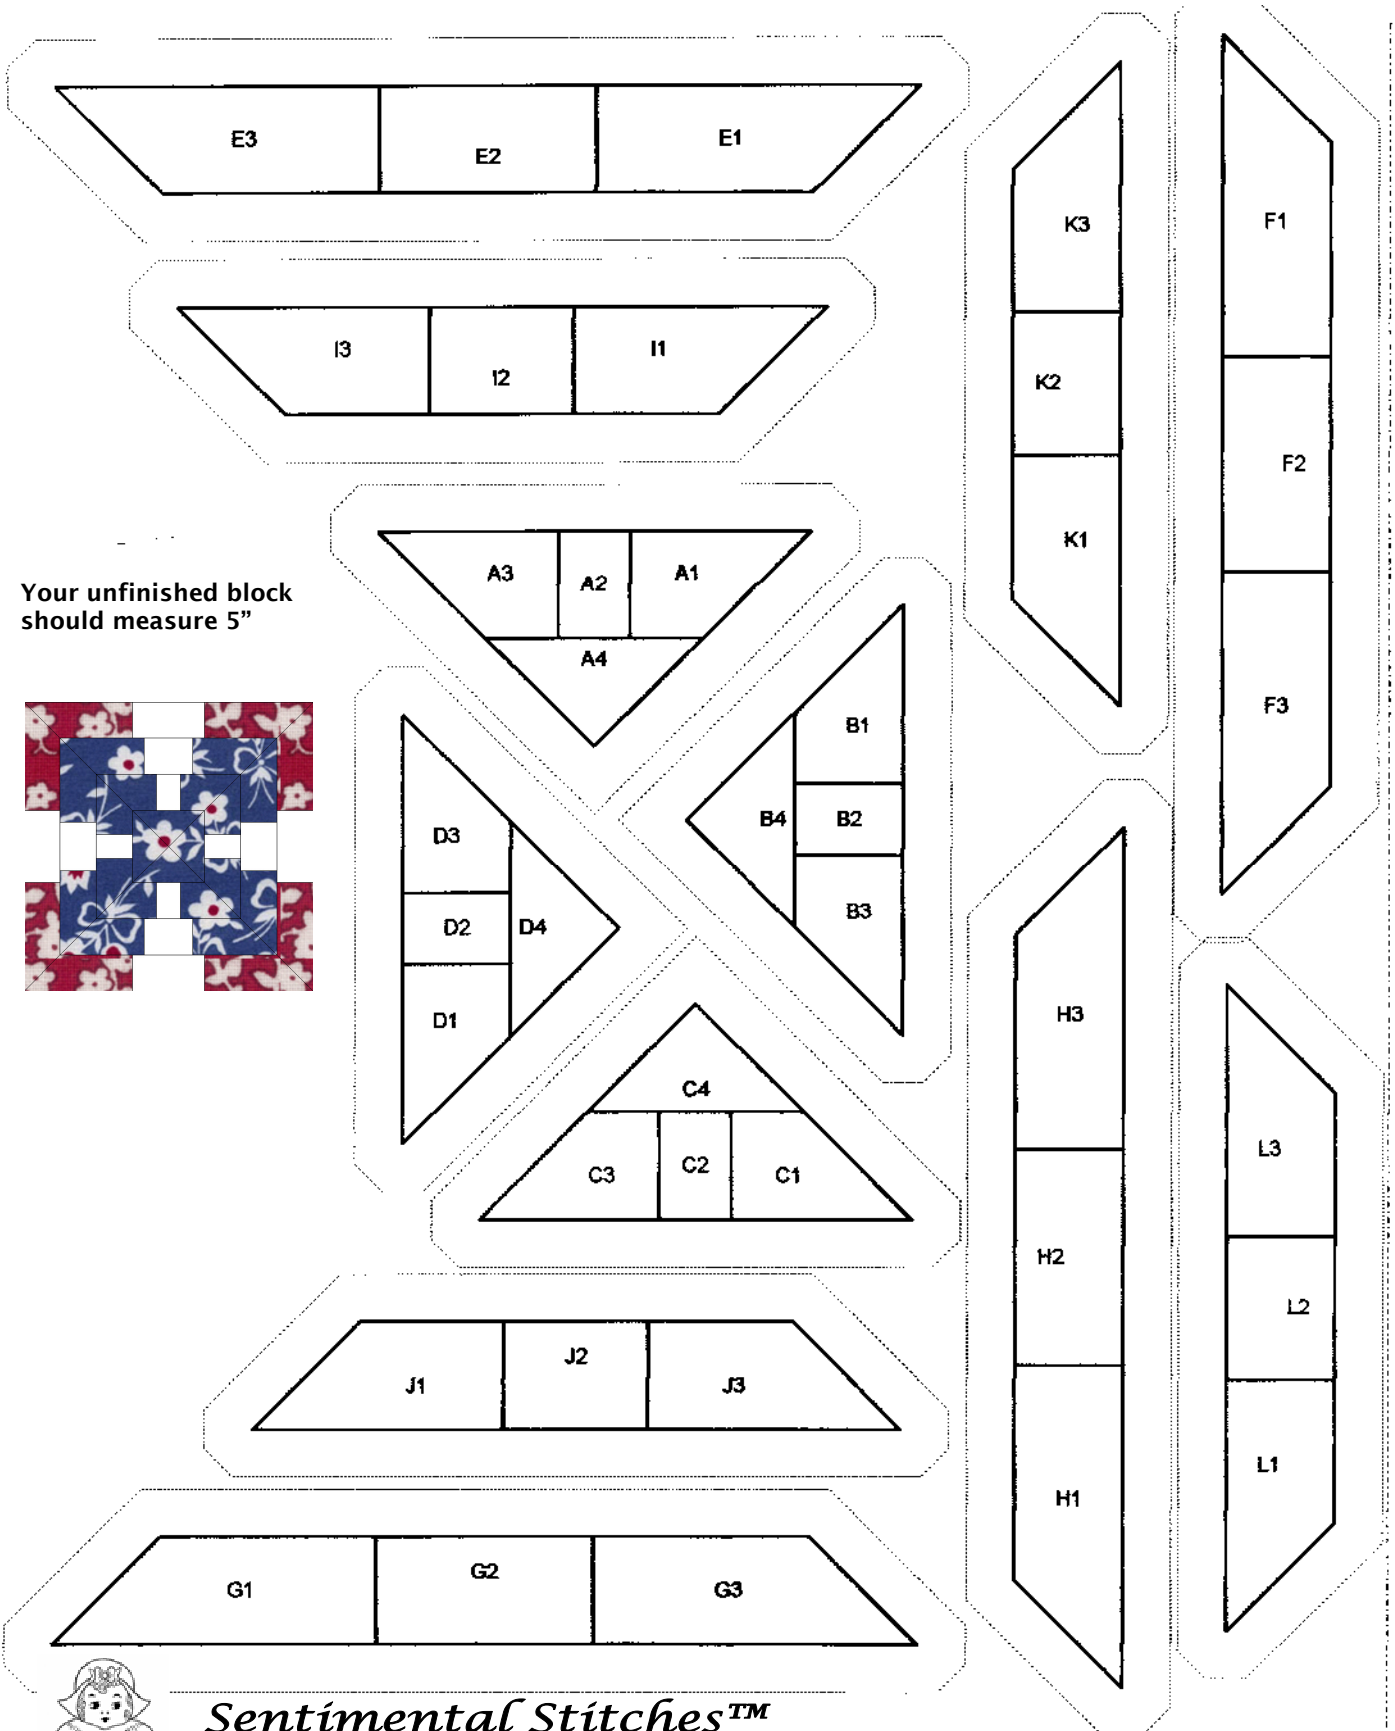 E3
E2
E1
K3
F1
I3
I2
I1
K2
F2
K1
A3
A2
A1
A4
Your unfinished block
should measure 5”
F3
B1
B4
B2
B3
D3
D2
D4
D1
H3
C4
C3
C2
C1
L3
H2
L2
J1
J2
J3
L1
H1
G1
G2
G3
Sentimental Stitches™